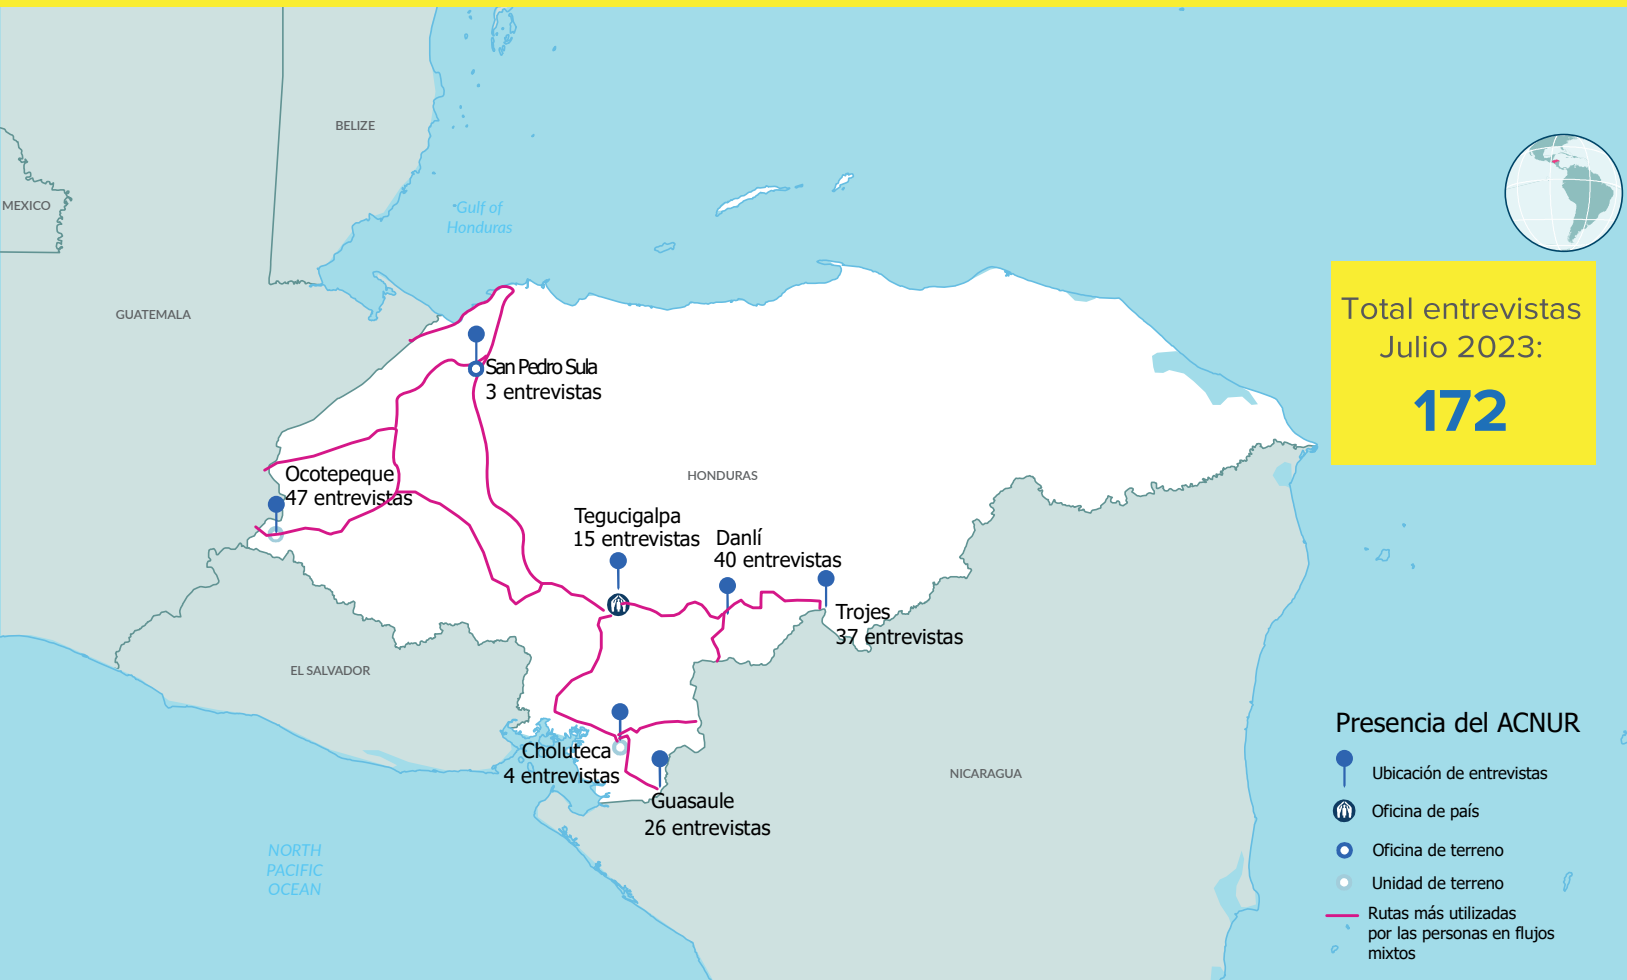 BELIZE
MEXICO
Gulf of
Honduras
GUATEMALA
Total entrevistas
Julio 2023:
172
San Pedro Sula
3 entrevistas
Ocotepeque
47 entrevistas
HONDURAS
Tegucigalpa
15 entrevistas
Danlí
40 entrevistas
Trojes
37 entrevistas
EL SALVADOR
Choluteca
4 entrevistas
Guasaule
26 entrevistas
NICARAGUA
NORTH
PACIFIC
OCEAN
Presencia del ACNUR
Ubicación de entrevistas
Oficina de país
Oficina de terreno
Unidad de terreno
Rutas más utilizadas
por las personas en flujos
mixtos